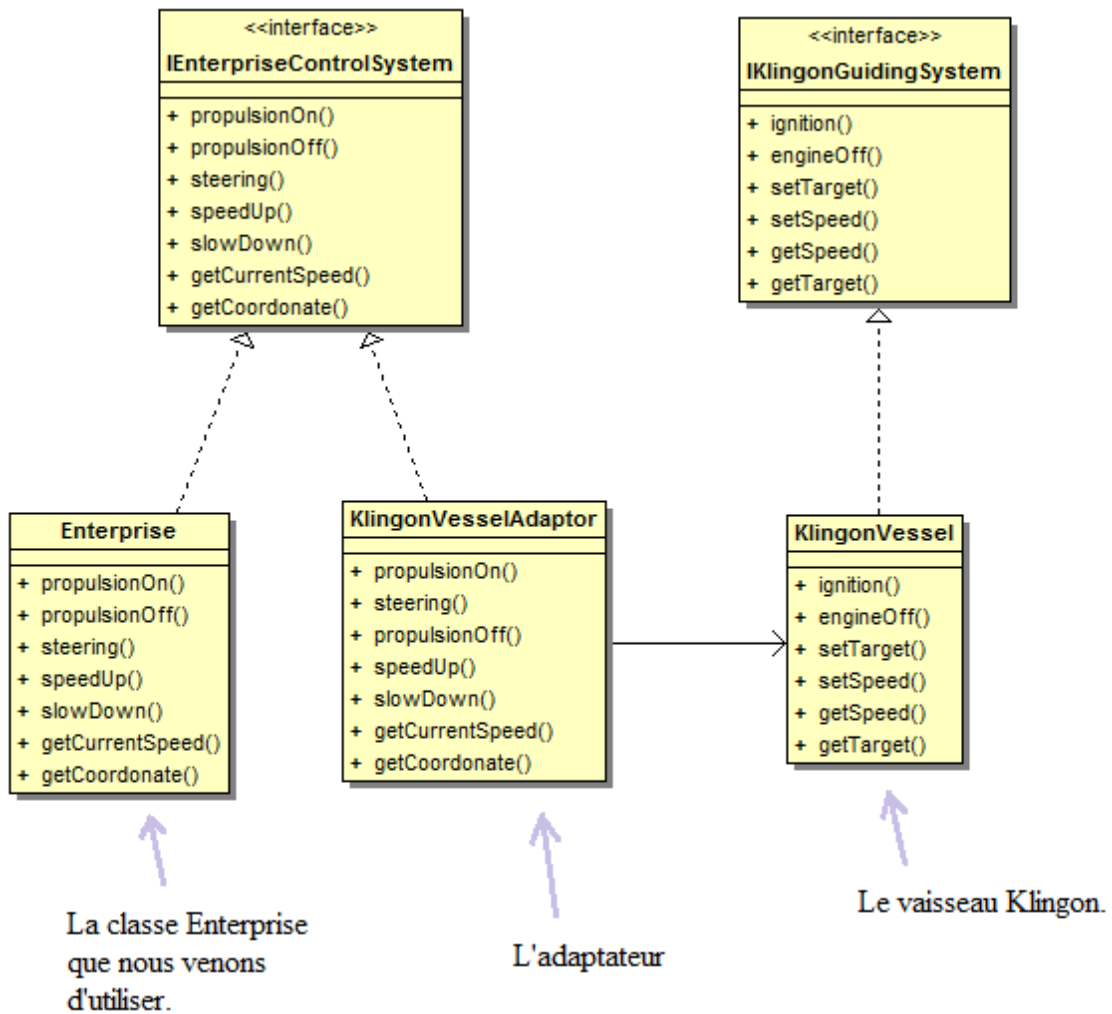 <<interface>>
IEnterpriseControlSystem
+ propulsionOn()
+ propulsionOff()
+ steering()
+ speedUp()
+ slowDown()
+ getCurrentSpeed()
+ getCoordonate()
<<interface>>
IKlingonGuidingSystem
+ ignition()
+ engineOff()
+ setTarget()
+ setSpeed()
+ getSpeed()
+ getTarget()
Enterprise
+ propulsionOn()
+ propulsionOff()
+ steering()
+ speedUp()
+ slowDown()
+ getCurrentSpeed()
+ getCoordonate()
KlingonVesselAdaptor
+ propulsionOn()
+ steering()
+ propulsionOff()
+ speedUp()
+ slowDown()
+ getCurrentSpeed()
+ getCoordonate()
KlingonVessel
+ ignition()
+ engineOff()
+ setTarget()
+ setSpeed()
+ getSpeed()
+ getTarget()
La classe Enterprise
que nous venons
d'utiliser.
L'adaptateur
Le vaisseau Klingon.